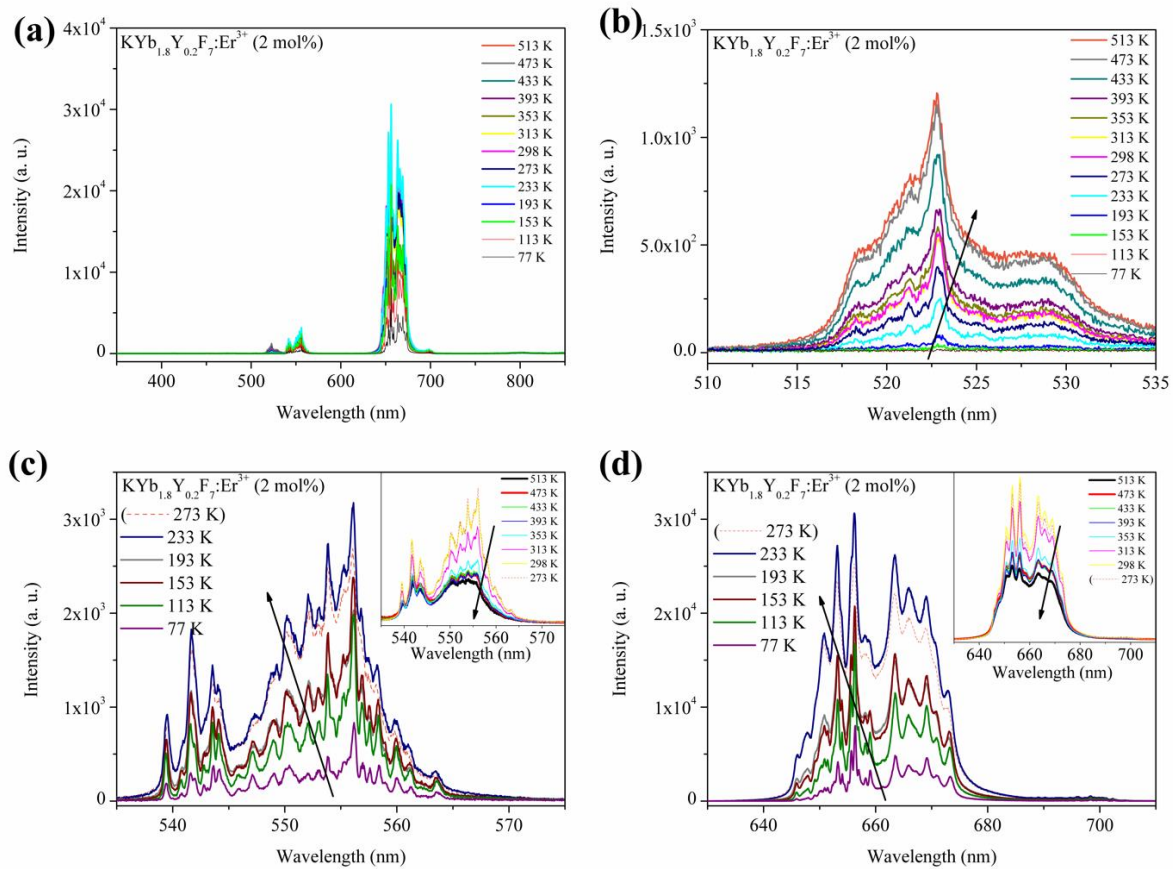 (a)
KYb1.8Y0.2F7:Er3+ (2 mol%)
513 K
473 K
433 K
393 K
353 K
313 K
298 K
273 K
233 K
193 K
153 K
113 K
77 K
4x10^4
3x10^4
2x10^4
1x10^4
0
Intensity (a. u.)
400
500
600
700
800
Wavelength (nm)
(b)
KYb1.8Y0.2F7:Er3+ (2 mol%)
513 K
473 K
433 K
393 K
353 K
313 K
298 K
273 K
233 K
193 K
153 K
113 K
77 K
1.5x10^3
1.0x10^3
5.0x10^2
0.0
Intensity (a. u.)
510
515
520
525
530
535
Wavelength (nm)
(c)
KYb1.8Y0.2F7:Er3+ (2 mol%)
( 273 K)
233 K
193 K
153 K
113 K
77 K
513 K
473 K
433 K
393 K
353 K
313 K
298 K
273 K
540
550
560
575
Wavelength (nm)
3x10^3
2x10^3
1x10^3
0
Intensity (a. u.)
540
550
560
570
Wavelength (nm)
(d)
KYb1.8Y0.2F7:Er3+ (2 mol%)
( 273 K)
233 K
193 K
153 K
113 K
77 K
513 K
473 K
433 K
393 K
353 K
313 K
298 K
( 273 K)
640
660
680
700
Wavelength (nm)
4x10^4
3x10^4
2x10^4
1x10^4
0
Intensity (a. u.)
640
660
680
700
Wavelength (nm)